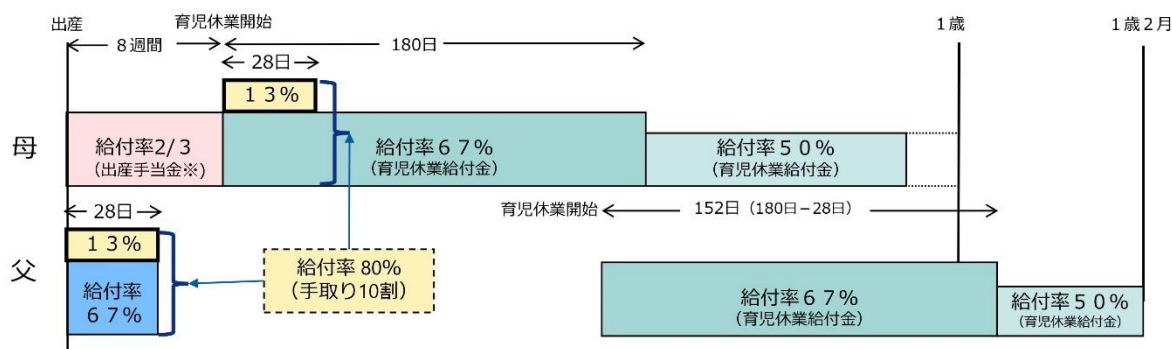 出産
育児休業開始
１歳
１歳２月
８週間
180日
28日
１３％
母
給付率2/3
(出産手当金※)
給付率６７％
(育児休業給付金)
給付率５０％
(育児休業給付金)
28日
育児休業開始
152日（180日－28日）
１３％
父
給付率
６７％
給付率 80%
（手取り10割）
給付率６７％
(育児休業給付金)
給付率５０％
(育児休業給付金)